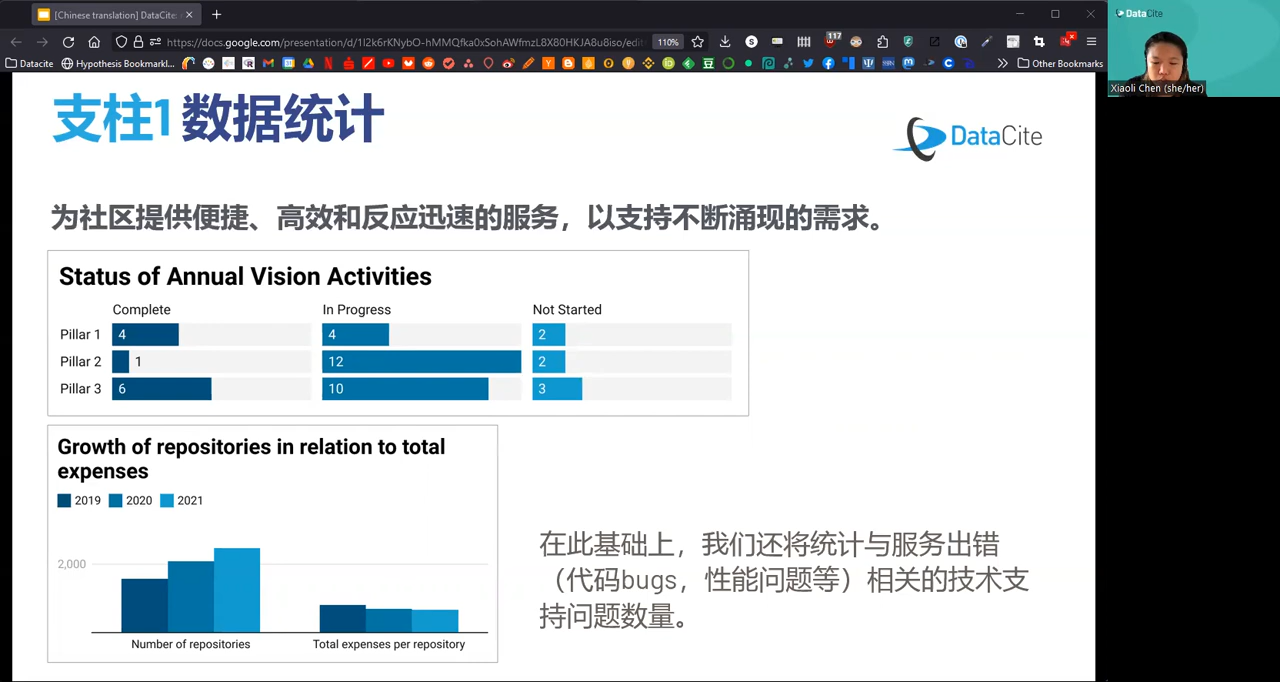 [Chinese translation] DataCite:
https://docs.google.com/presentation/d/1I2k6rKNybO-hMMQfka0xSohAWfmzL8X80HKJA8u8iso/edit
110%
117
Datacite
Hypothesis Bookmarkl...
Other Bookmarks
DataCite
Xiaoli Chen (she/her)
支柱1 数据统计
DataCite
为社区提供便捷、高效和反应迅速的服务，以支持不断涌现的需求。
Status of Annual Vision Activities
Complete In Progress Not Started
Pillar 1 4 4 2
Pillar 2 1 12 2
Pillar 3 6 10 3
Growth of repositories in relation to total
expenses
2019 2020 2021
2,000
Number of repositories Total expenses per repository
在此基础上，我们还将统计与服务出错
（代码bugs，性能问题等）相关的技术支
持问题数量。